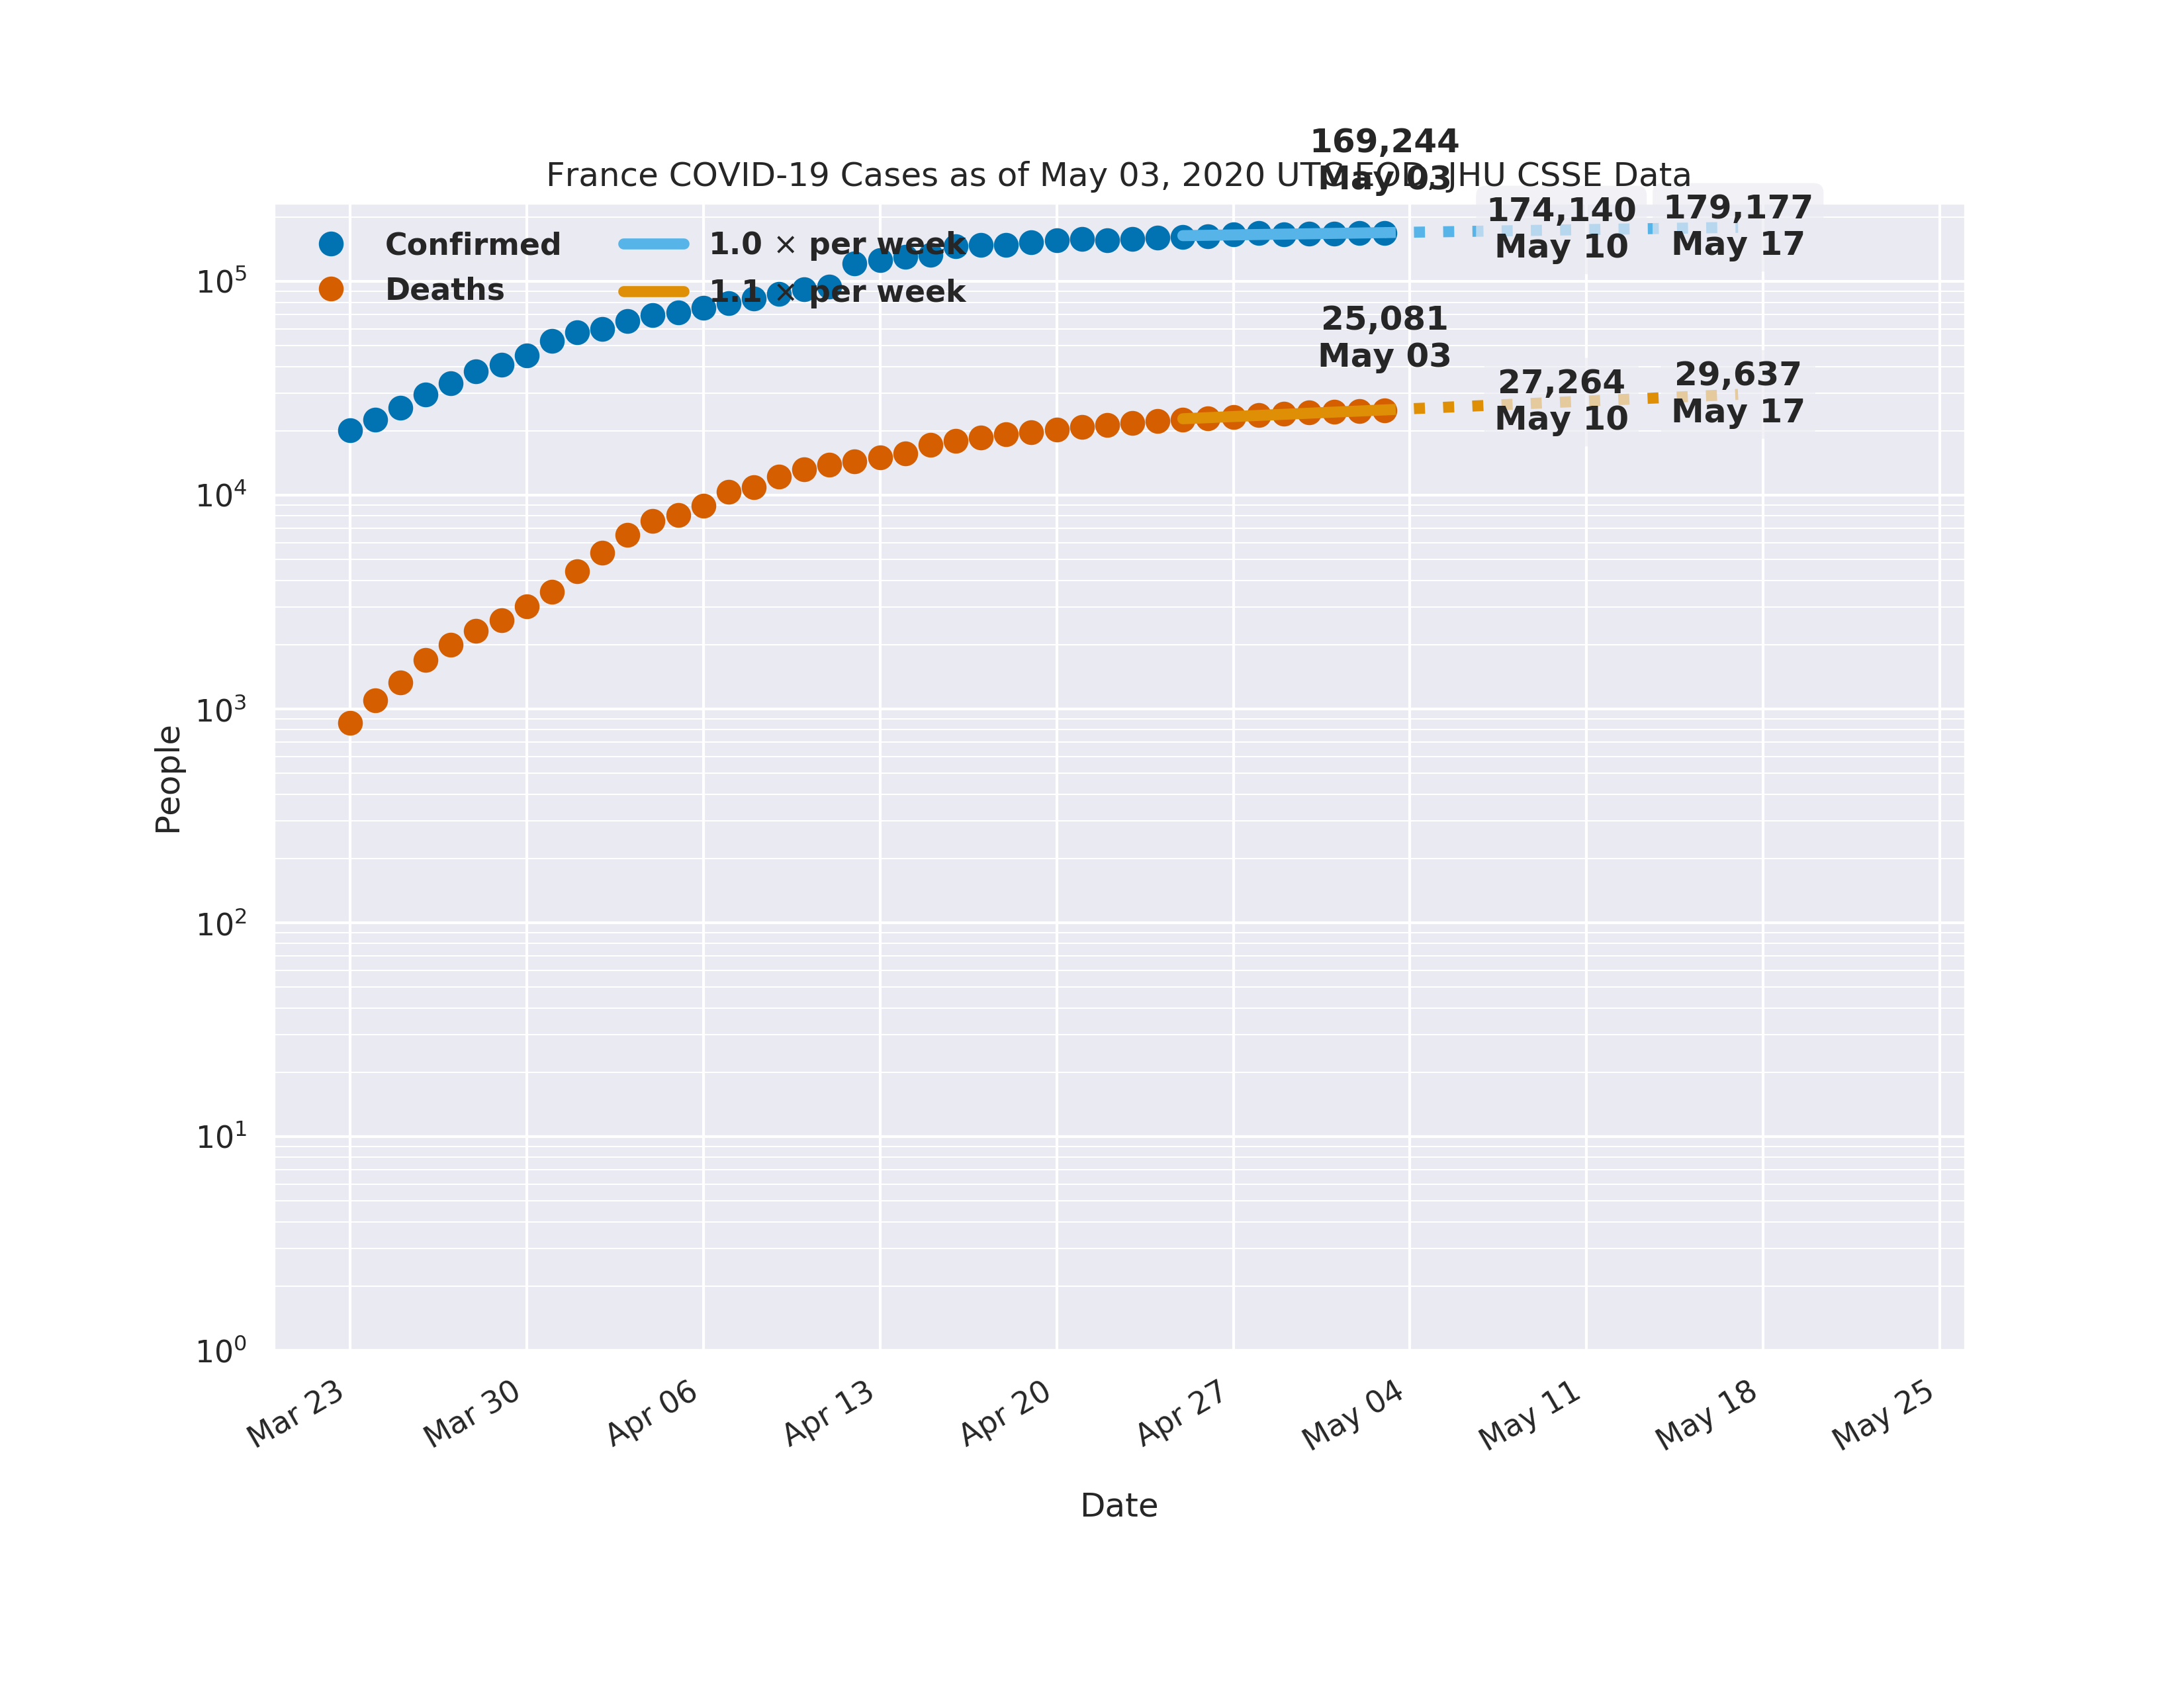 169,244
May 03
France COVID-19 Cases as of May 03, 2020 UTC EOD, JHU CSSE Data
174,140
May 10
179,177
May 17
Confirmed
Deaths
1.0 × per week
1.1 × per week
25,081
May 03
27,264
May 10
29,637
May 17
10⁵
10⁴
10³
10²
10¹
10⁰
People
Mar 23
Mar 30
Apr 06
Apr 13
Apr 20
Apr 27
May 04
May 11
May 18
May 25
Date